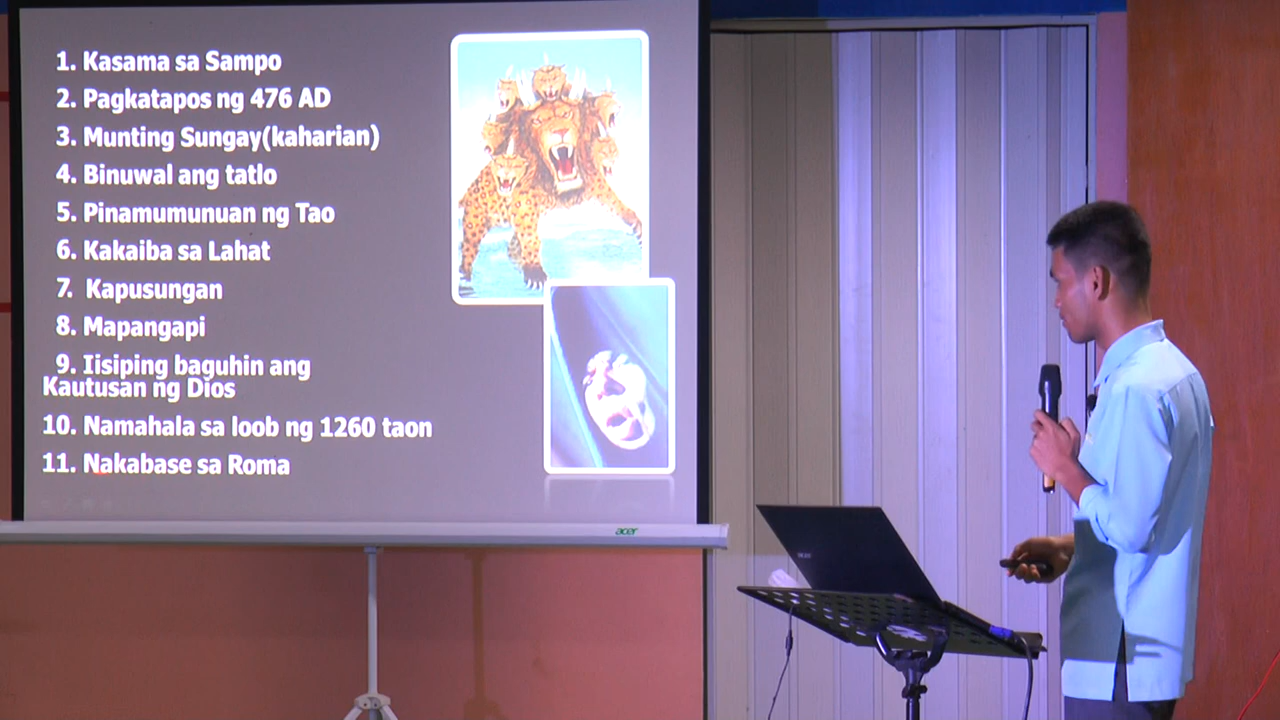 1. Kasama sa Sampo
2. Pagkatapos ng 476 AD
3. Munting Sungay(kaharian)
4. Binuwal ang tatlo
5. Pinamumunuan ng Tao
6. Kakaiba sa Lahat
7. Kapusungan
8. Mapangapi
9. Iisiping baguhin ang
Kautusan ng Dios
10. Namahala sa loob ng 1260 taon
11. Nakabase sa Roma
acer